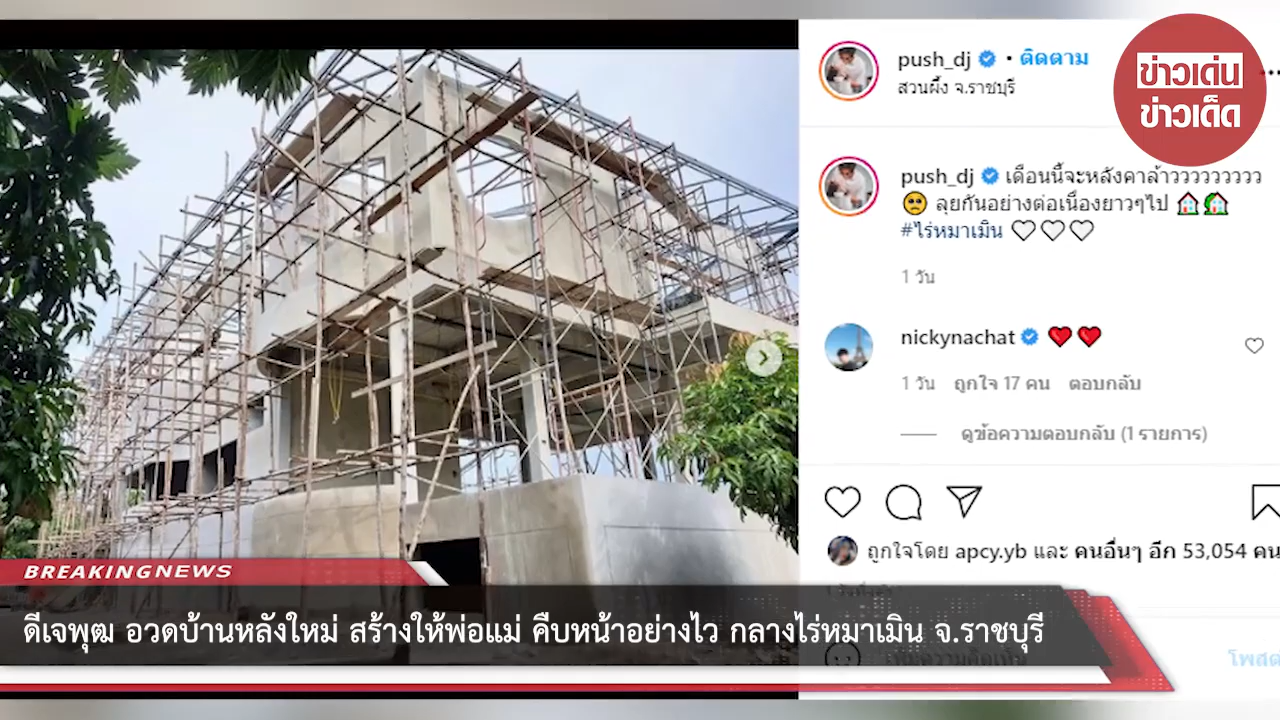 push_dj • ติดตาม
สวนผึ้ง จ.ราชบุรี
ข่าวเด่น
ข่าวเด็ด
push_dj เดือนนี้จะหลังคาล้าวววววววววว
🥺 ลุยกันอย่างต่อเนื่องยาวๆไป 🏠🏡
#ไร่หมาเมิน 🤍🤍🤍
1 วัน
nickynachat ❤️❤️
1 วัน ถูกใจ 17 คน ตอบกลับ
ดูข้อความตอบกลับ (1 รายการ)
ถูกใจโดย apcy.yb และ คนอื่นๆ อีก 53,054 คน
BREAKINGNEWS
ดีเจพุฒ อวดบ้านหลังใหม่ สร้างให้พ่อแม่ คืบหน้าอย่างไว กลางไร่หมาเมิน จ.ราชบุรี